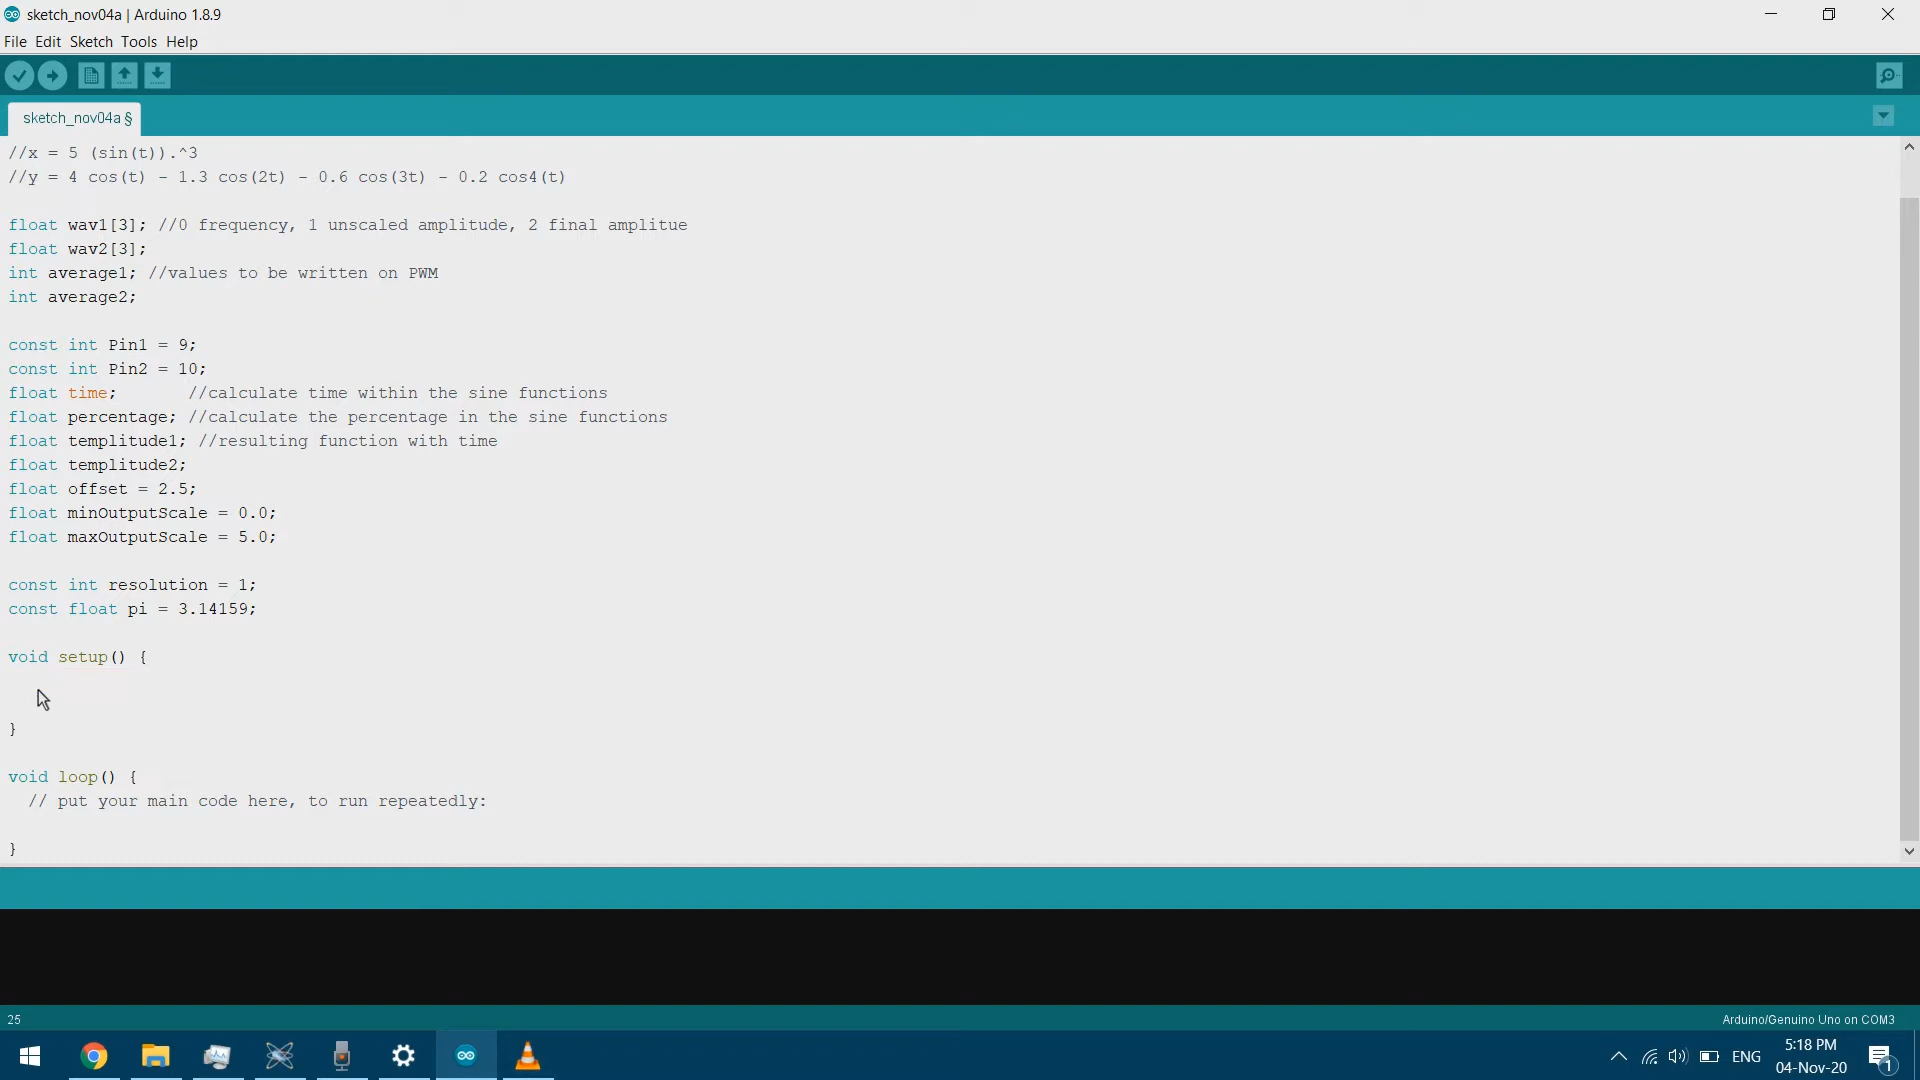 sketch_nov04a | Arduino 1.8.9
File Edit Sketch Tools Help
sketch_nov04a §
//x = 5 (sin(t)).^3
//y = 4 cos(t) - 1.3 cos(2t) - 0.6 cos(3t) - 0.2 cos4(t)
float wav1[3]; //0 frequency, 1 unscaled amplitude, 2 final amplitue
float wav2[3];
int average1; //values to be written on PWM
int average2;
const int Pin1 = 9;
const int Pin2 = 10;
float time; //calculate time within the sine functions
float percentage; //calculate the percentage in the sine functions
float templitude1; //resulting function with time
float templitude2;
float offset = 2.5;
float minOutputScale = 0.0;
float maxOutputScale = 5.0;
const int resolution = 1;
const float pi = 3.14159;
void setup() {
}
void loop() {
// put your main code here, to run repeatedly:
}
25
Arduino/Genuino Uno on COM3
ENG
5:18 PM
04-Nov-20
1